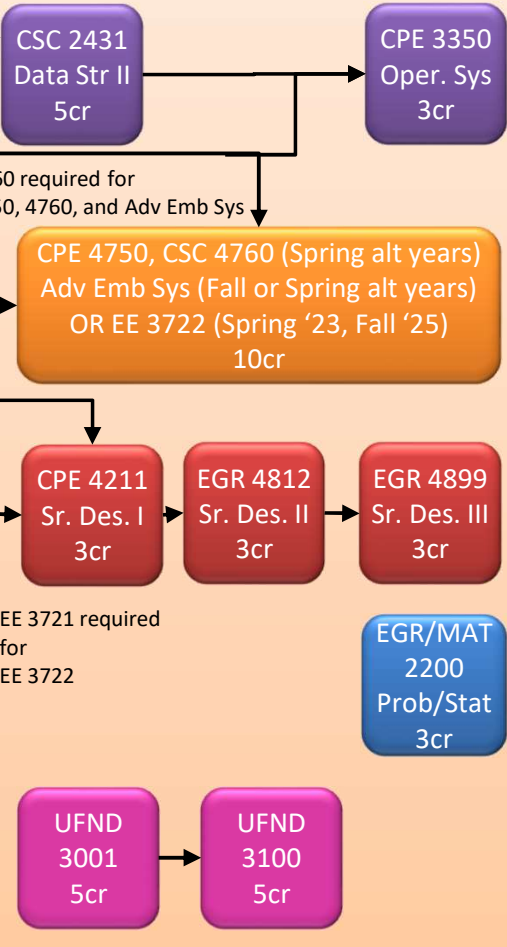 CSC 2431
Data Str II
5cr
CPE 3350
Oper. Sys
3cr
60 required for
50, 4760, and Adv Emb Sys
CPE 4750, CSC 4760 (Spring alt years)
Adv Emb Sys (Fall or Spring alt years)
OR EE 3722 (Spring ‘23, Fall ‘25)
10cr
CPE 4211
Sr. Des. I
3cr
EGR 4812
Sr. Des. II
3cr
EGR 4899
Sr. Des. III
3cr
EE 3721 required
for
EE 3722
EGR/MAT
2200
Prob/Stat
3cr
UFND
3001
5cr
UFND
3100
5cr